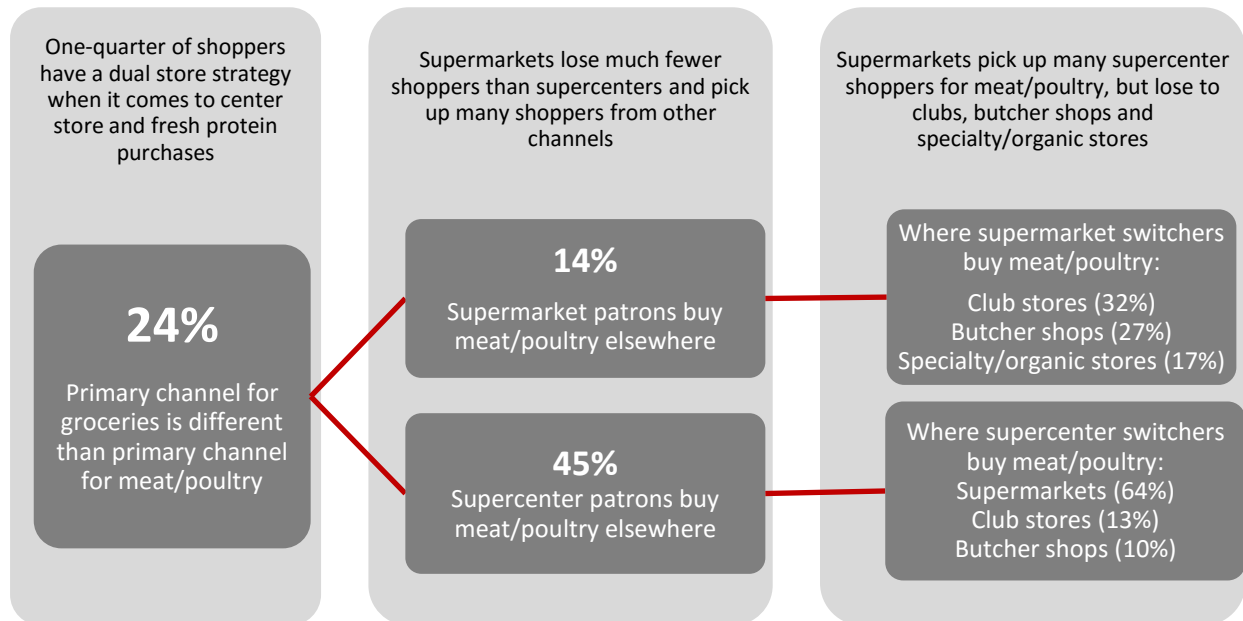 One-quarter of shoppers
have a dual store strategy
when it comes to center
store and fresh protein
purchases
24%
Primary channel for
groceries is different
than primary channel
for meat/poultry
Supermarkets lose much fewer
shoppers than supercenters and pick
up many shoppers from other
channels
14%
Supermarket patrons buy
meat/poultry elsewhere
45%
Supercenter patrons buy
meat/poultry elsewhere
Supermarkets pick up many supercenter
shoppers for meat/poultry, but lose to
clubs, butcher shops and
specialty/organic stores
Where supermarket switchers
buy meat/poultry:
Club stores (32%)
Butcher shops (27%)
Specialty/organic stores (17%)
Where supercenter switchers
buy meat/poultry:
Supermarkets (64%)
Club stores (13%)
Butcher shops (10%)